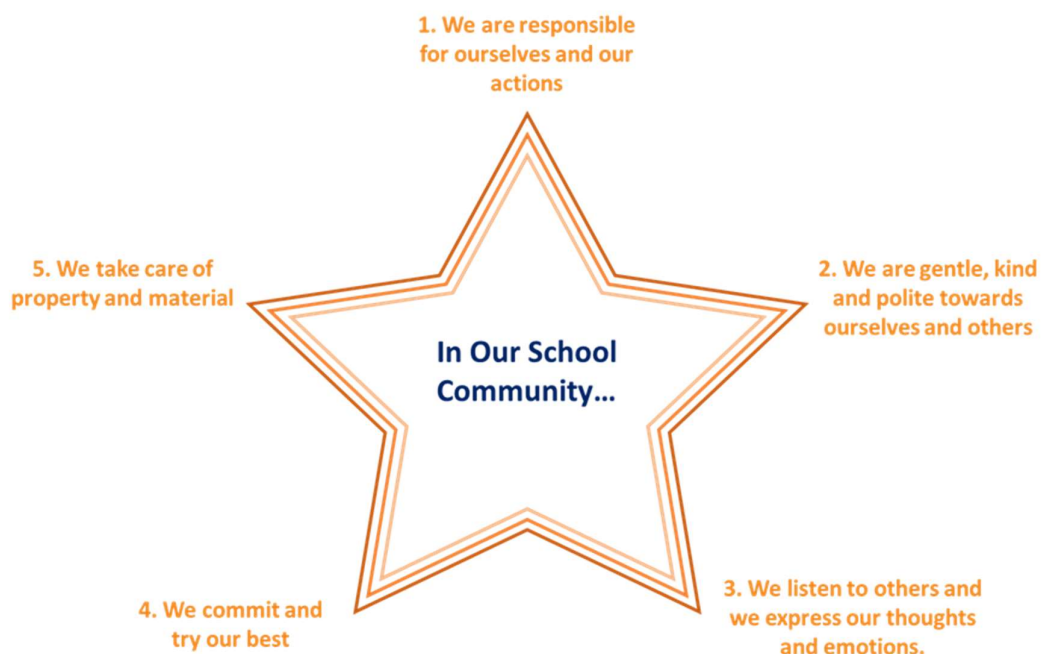 1. We are responsible
for ourselves and our
actions
5. We take care of
property and material
2. We are gentle, kind
and polite towards
ourselves and others
In Our School
Community...
4. We commit and
try our best
3. We listen to others and
we express our thoughts
and emotions.